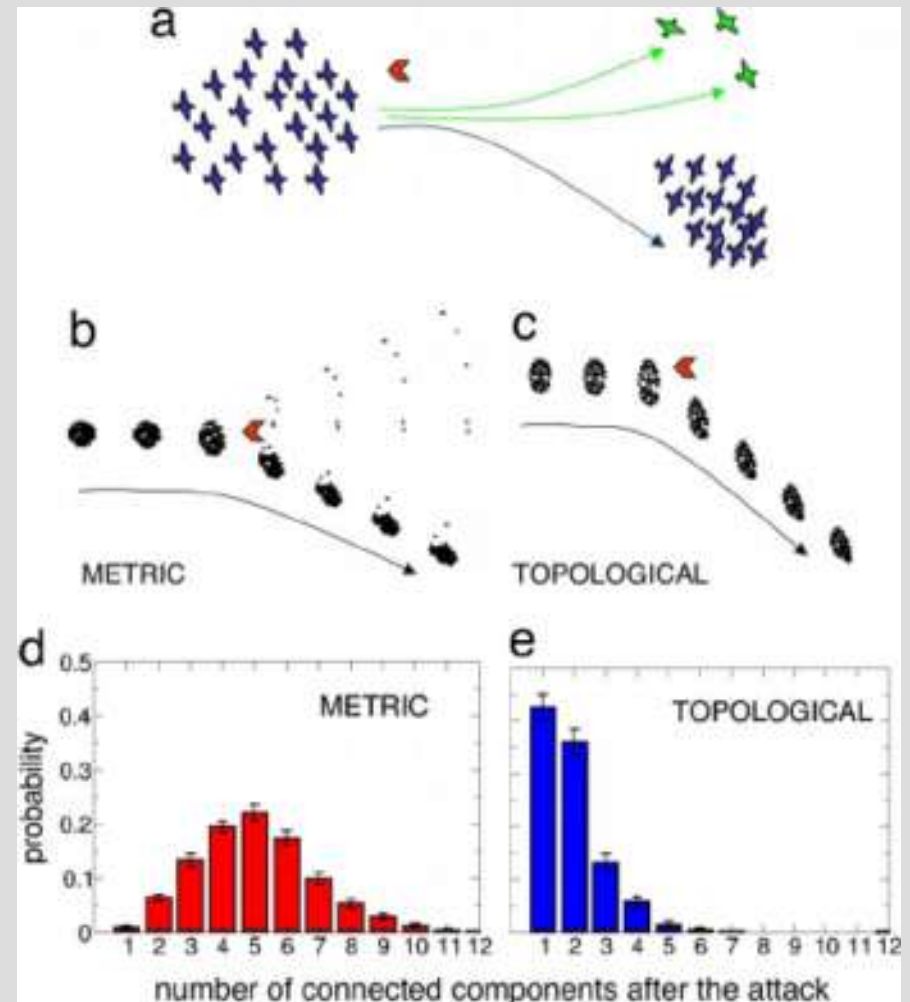 a
b
c
METRIC
TOPOLOGICAL
d
e
METRIC
TOPOLOGICAL
probability
0.5
0.4
0.3
0.2
0.1
0
1 2 3 4 5 6 7 8 9 10 11 12
1 2 3 4 5 6 7 8 9 10 11 12
number of connected components after the attack